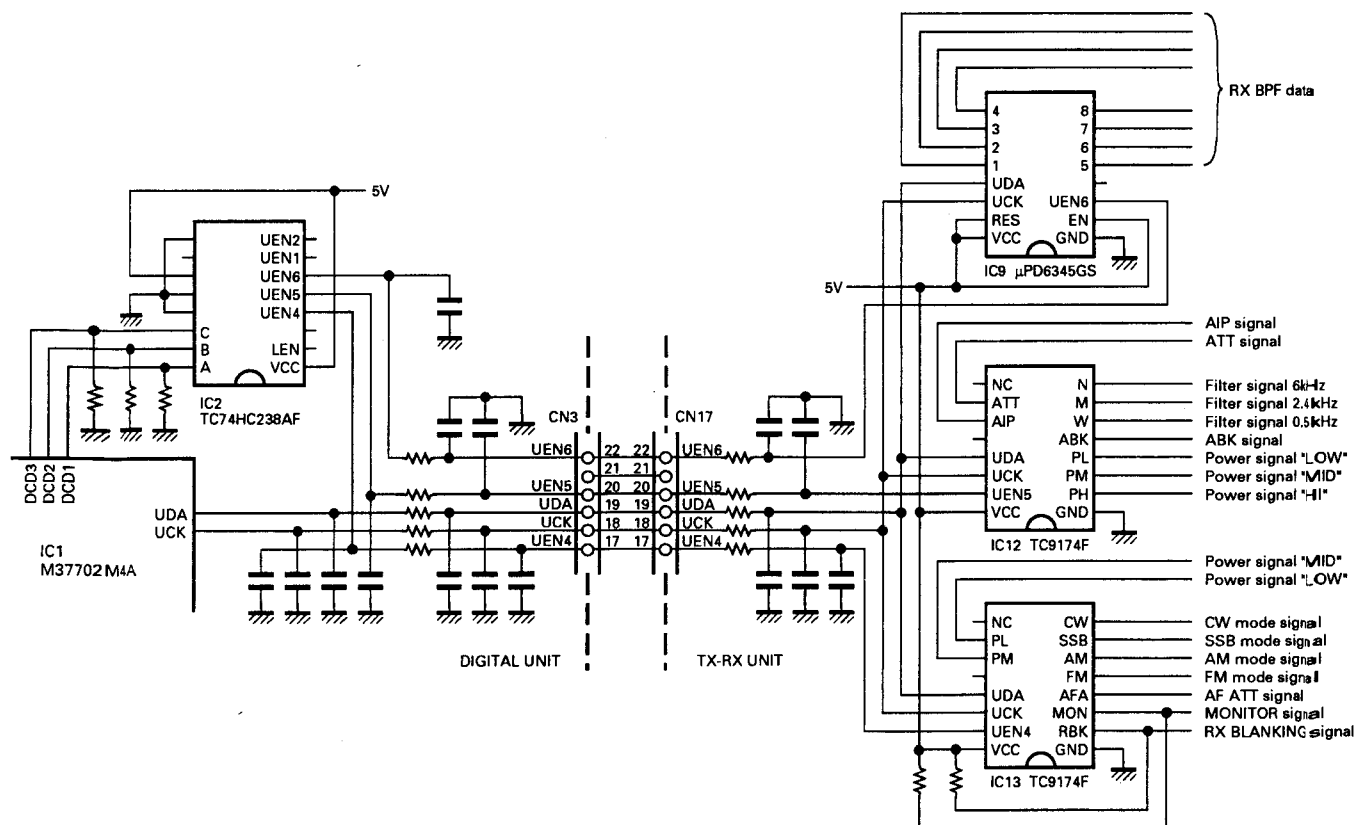 RX BPF data
4 8
3 7
2 6
1 5
UDA
UCK UEN6
RES EN
VCC GND
IC9 µPD6345GS
5V
5V
UEN2
UEN1
UEN6
UEN5
UEN4
C
B LEN
A VCC
IC2
TC74HC238AF
DCD3
DCD2
DCD1
UDA
UCK
IC1
M37702M4A
CN3 CN17
UEN6 22 22 UEN6
21 21
UEN5 20 20 UEN5
UDA 19 19 UDA
UCK 18 18 UCK
UEN4 17 17 UEN4
DIGITAL UNIT TX-RX UNIT
AIP signal
ATT signal
NC N Filter signal 6kHz
ATT M Filter signal 2.4kHz
AIP W Filter signal 0.5kHz
ABK ABK signal
UDA PL Power signal "LOW"
UCK PM Power signal "MID"
UEN5 PH Power signal "HI"
VCC GND
IC12 TC9174F
Power signal "MID"
Power signal "LOW"
NC CW CW mode signal
PL SSB SSB mode signal
PM AM AM mode signal
FM FM mode signal
UDA AFA AF ATT signal
UCK MON MONITOR signal
UEN4 RBK RX BLANKING signal
VCC GND
IC13 TC9174F